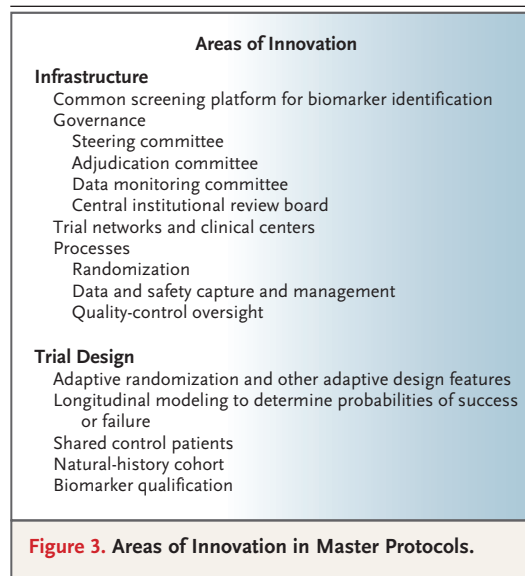 Areas of Innovation
Infrastructure
Common screening platform for biomarker identification
Governance
Steering committee
Adjudication committee
Data monitoring committee
Central institutional review board
Trial networks and clinical centers
Processes
Randomization
Data and safety capture and management
Quality-control oversight
Trial Design
Adaptive randomization and other adaptive design features
Longitudinal modeling to determine probabilities of success
or failure
Shared control patients
Natural-history cohort
Biomarker qualification
Figure 3. Areas of Innovation in Master Protocols.